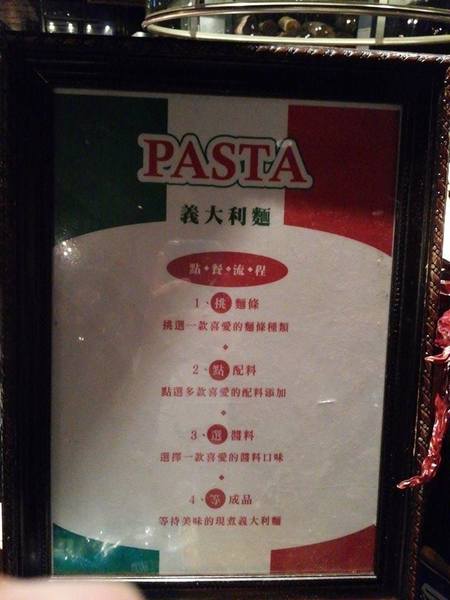 PASTA
義大利麵
點◆餐◆流◆程
1、挑麵條
挑選一款喜愛的麵條種類
2、點配料
點選多款喜愛的配料添加
3、選醬料
選擇一款喜愛的醬料口味
4、等成品
等待美味的現煮義大利麵